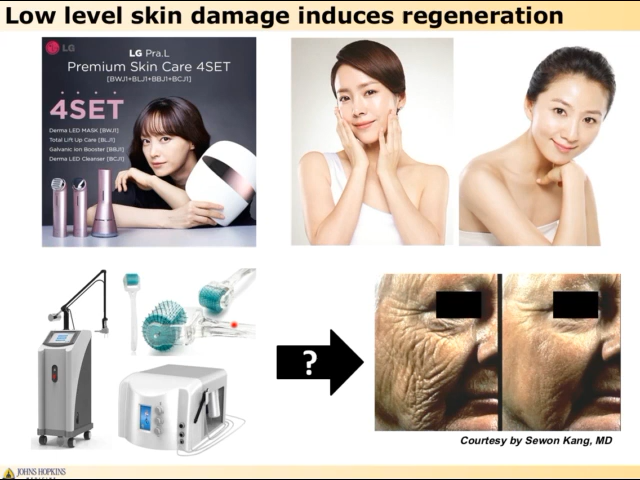 Low level skin damage induces regeneration
LG
LG Pra.L
Premium Skin Care 4SET
[BWJ1+BLJ1+BBJ1+BCJ1]
4SET
Derma LED MASK [BWJ1]
Total Lift Up Care [BLJ1]
Galvanic Ion Booster [BBJ1]
Derma LED Cleanser [BCJ1]
?
Courtesy by Sewon Kang, MD
JOHNS HOPKINS
MEDICINE